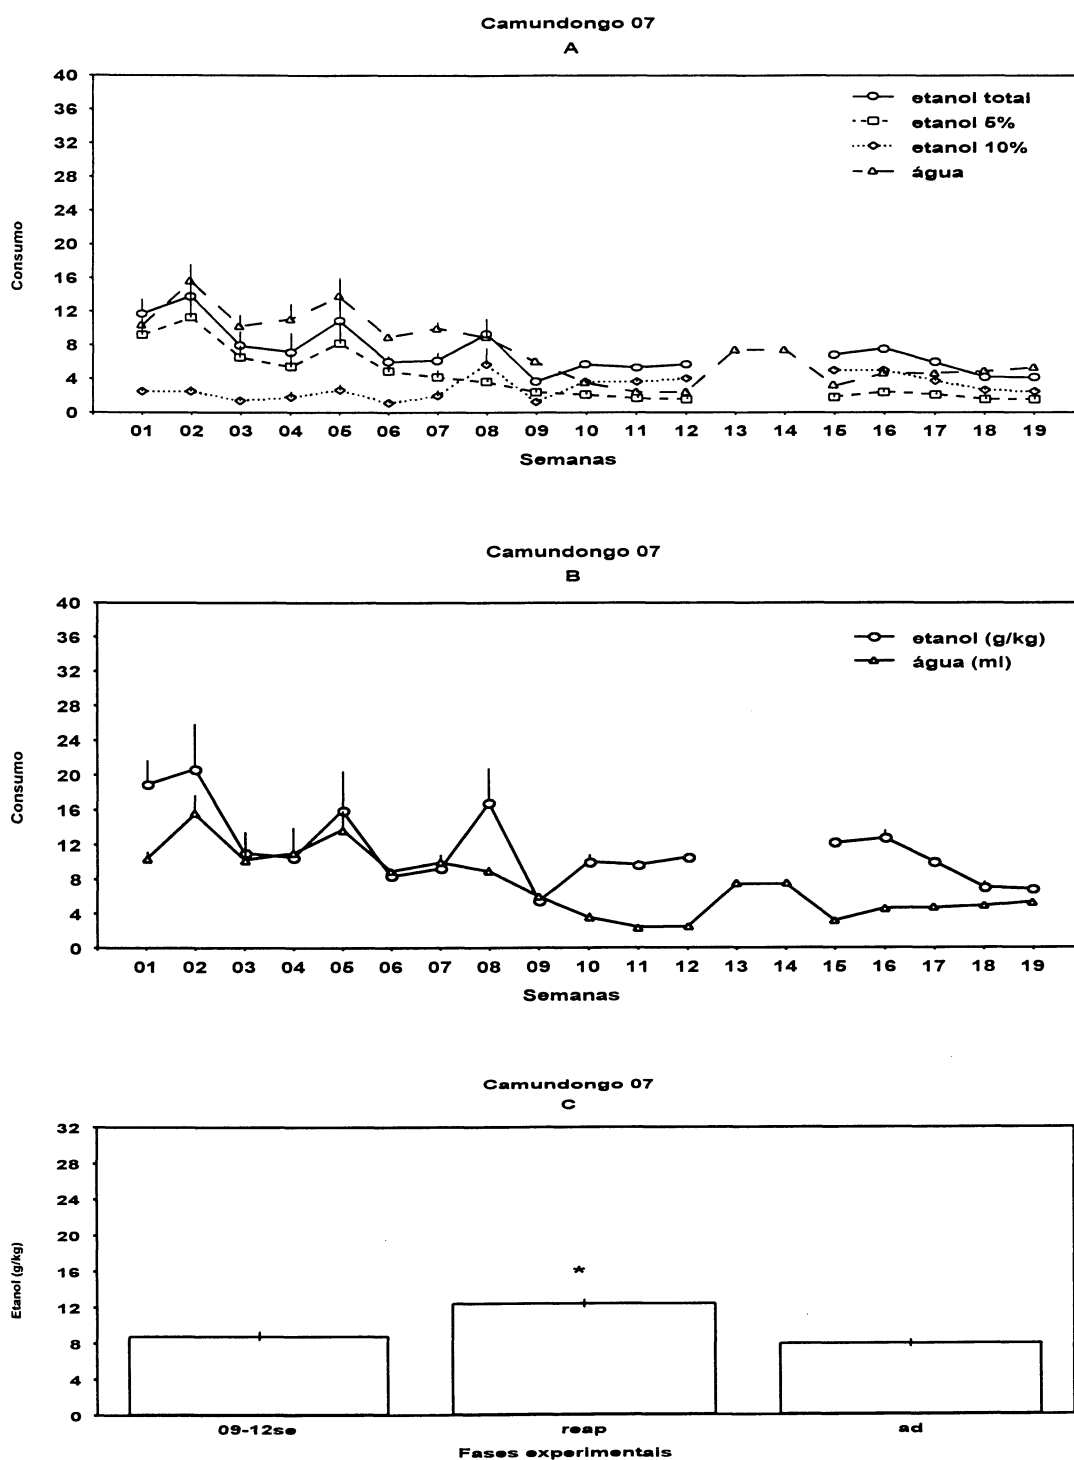 Camundongo 07
A
40
36
32
28
24
20
16
12
8
4
0
Consumo
etanol total
etanol 5%
etanol 10%
água
01 02 03 04 05 06 07 08 09 10 11 12 13 14 15 16 17 18 19
Semanas
Camundongo 07
B
40
36
32
28
24
20
16
12
8
4
0
Consumo
etanol (g/kg)
água (ml)
01 02 03 04 05 06 07 08 09 10 11 12 13 14 15 16 17 18 19
Semanas
Camundongo 07
C
32
28
24
20
16
12
8
4
0
Etanol (g/kg)
*
09-12se reap ad
Fases experimentais